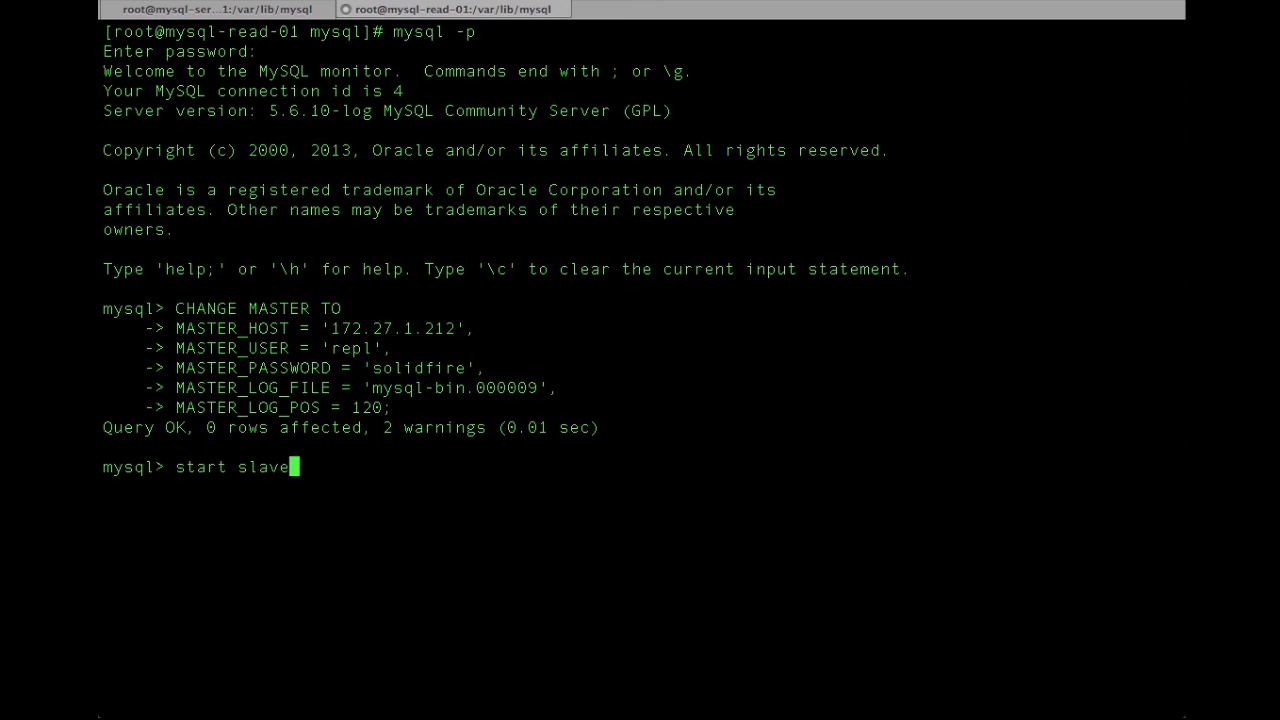 root@mysql-ser...1:/var/lib/mysql
root@mysql-read-01:/var/lib/mysql
[root@mysql-read-01 mysql]# mysql -p
Enter password:
Welcome to the MySQL monitor.  Commands end with ; or \g.
Your MySQL connection id is 4
Server version: 5.6.10-log MySQL Community Server (GPL)
Copyright (c) 2000, 2013, Oracle and/or its affiliates. All rights reserved.
Oracle is a registered trademark of Oracle Corporation and/or its
affiliates. Other names may be trademarks of their respective
owners.
Type 'help;' or '\h' for help. Type '\c' to clear the current input statement.
mysql> CHANGE MASTER TO
    -> MASTER_HOST = '172.27.1.212',
    -> MASTER_USER = 'repl',
    -> MASTER_PASSWORD = 'solidfire',
    -> MASTER_LOG_FILE = 'mysql-bin.000009',
    -> MASTER_LOG_POS = 120;
Query OK, 0 rows affected, 2 warnings (0.01 sec)
mysql> start slave